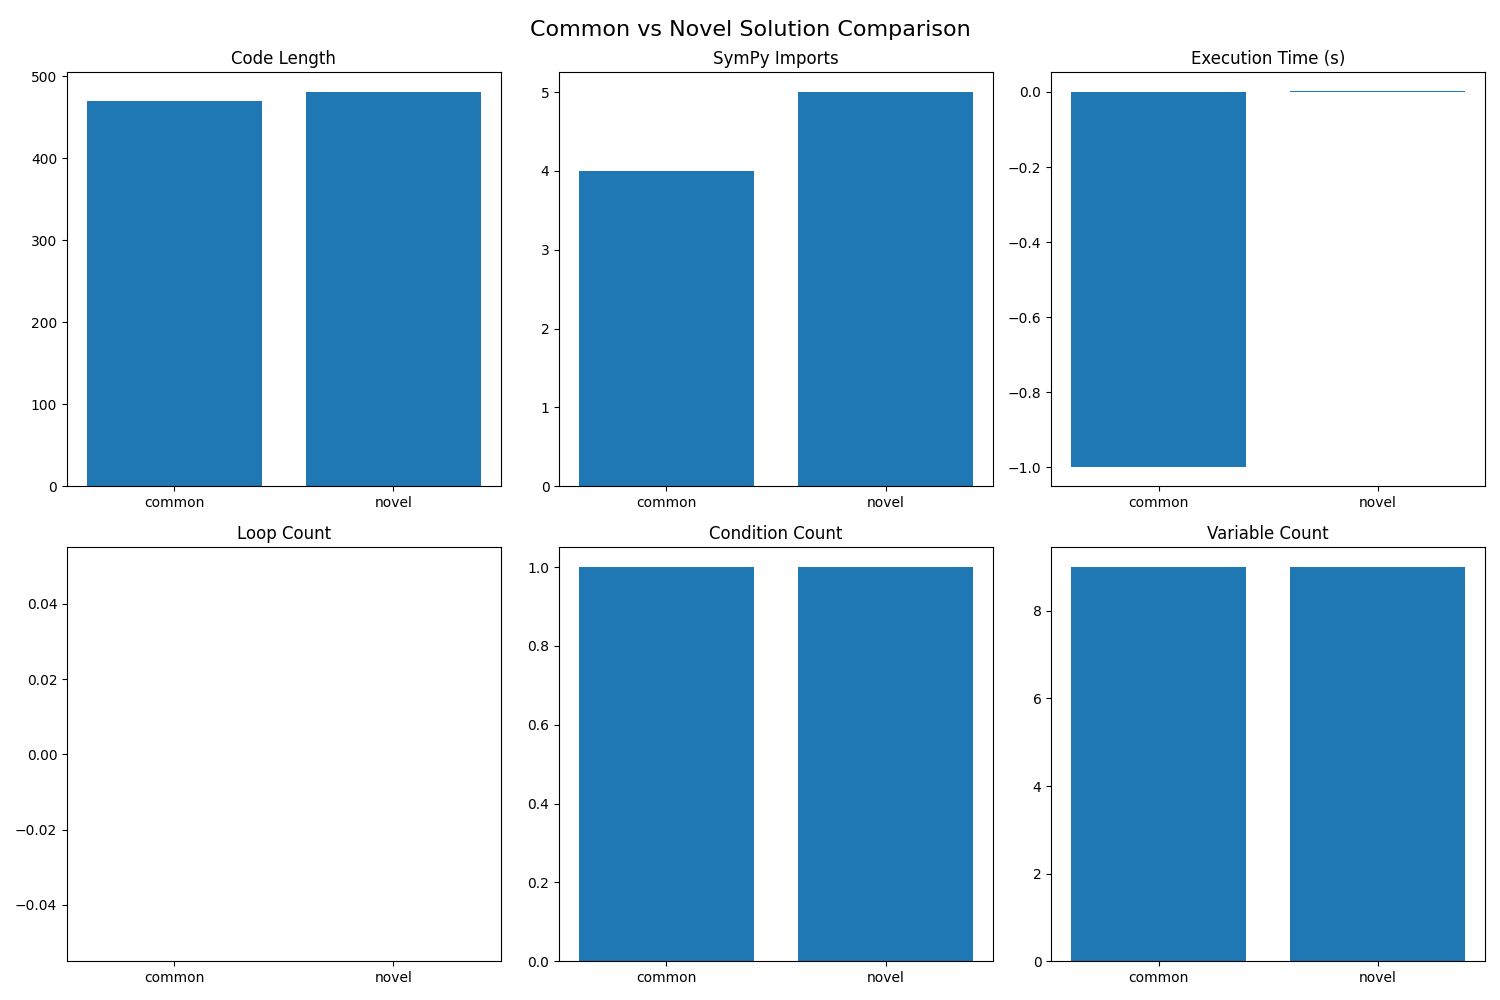 Common vs Novel Solution Comparison
Code Length
500
400
300
200
100
0
common novel
SymPy Imports
5
4
3
2
1
0
common novel
Execution Time (s)
0.0
−0.2
−0.4
−0.6
−0.8
−1.0
common novel
Loop Count
0.04
0.02
0.00
−0.02
−0.04
common novel
Condition Count
1.0
0.8
0.6
0.4
0.2
0.0
common novel
Variable Count
8
6
4
2
0
common novel